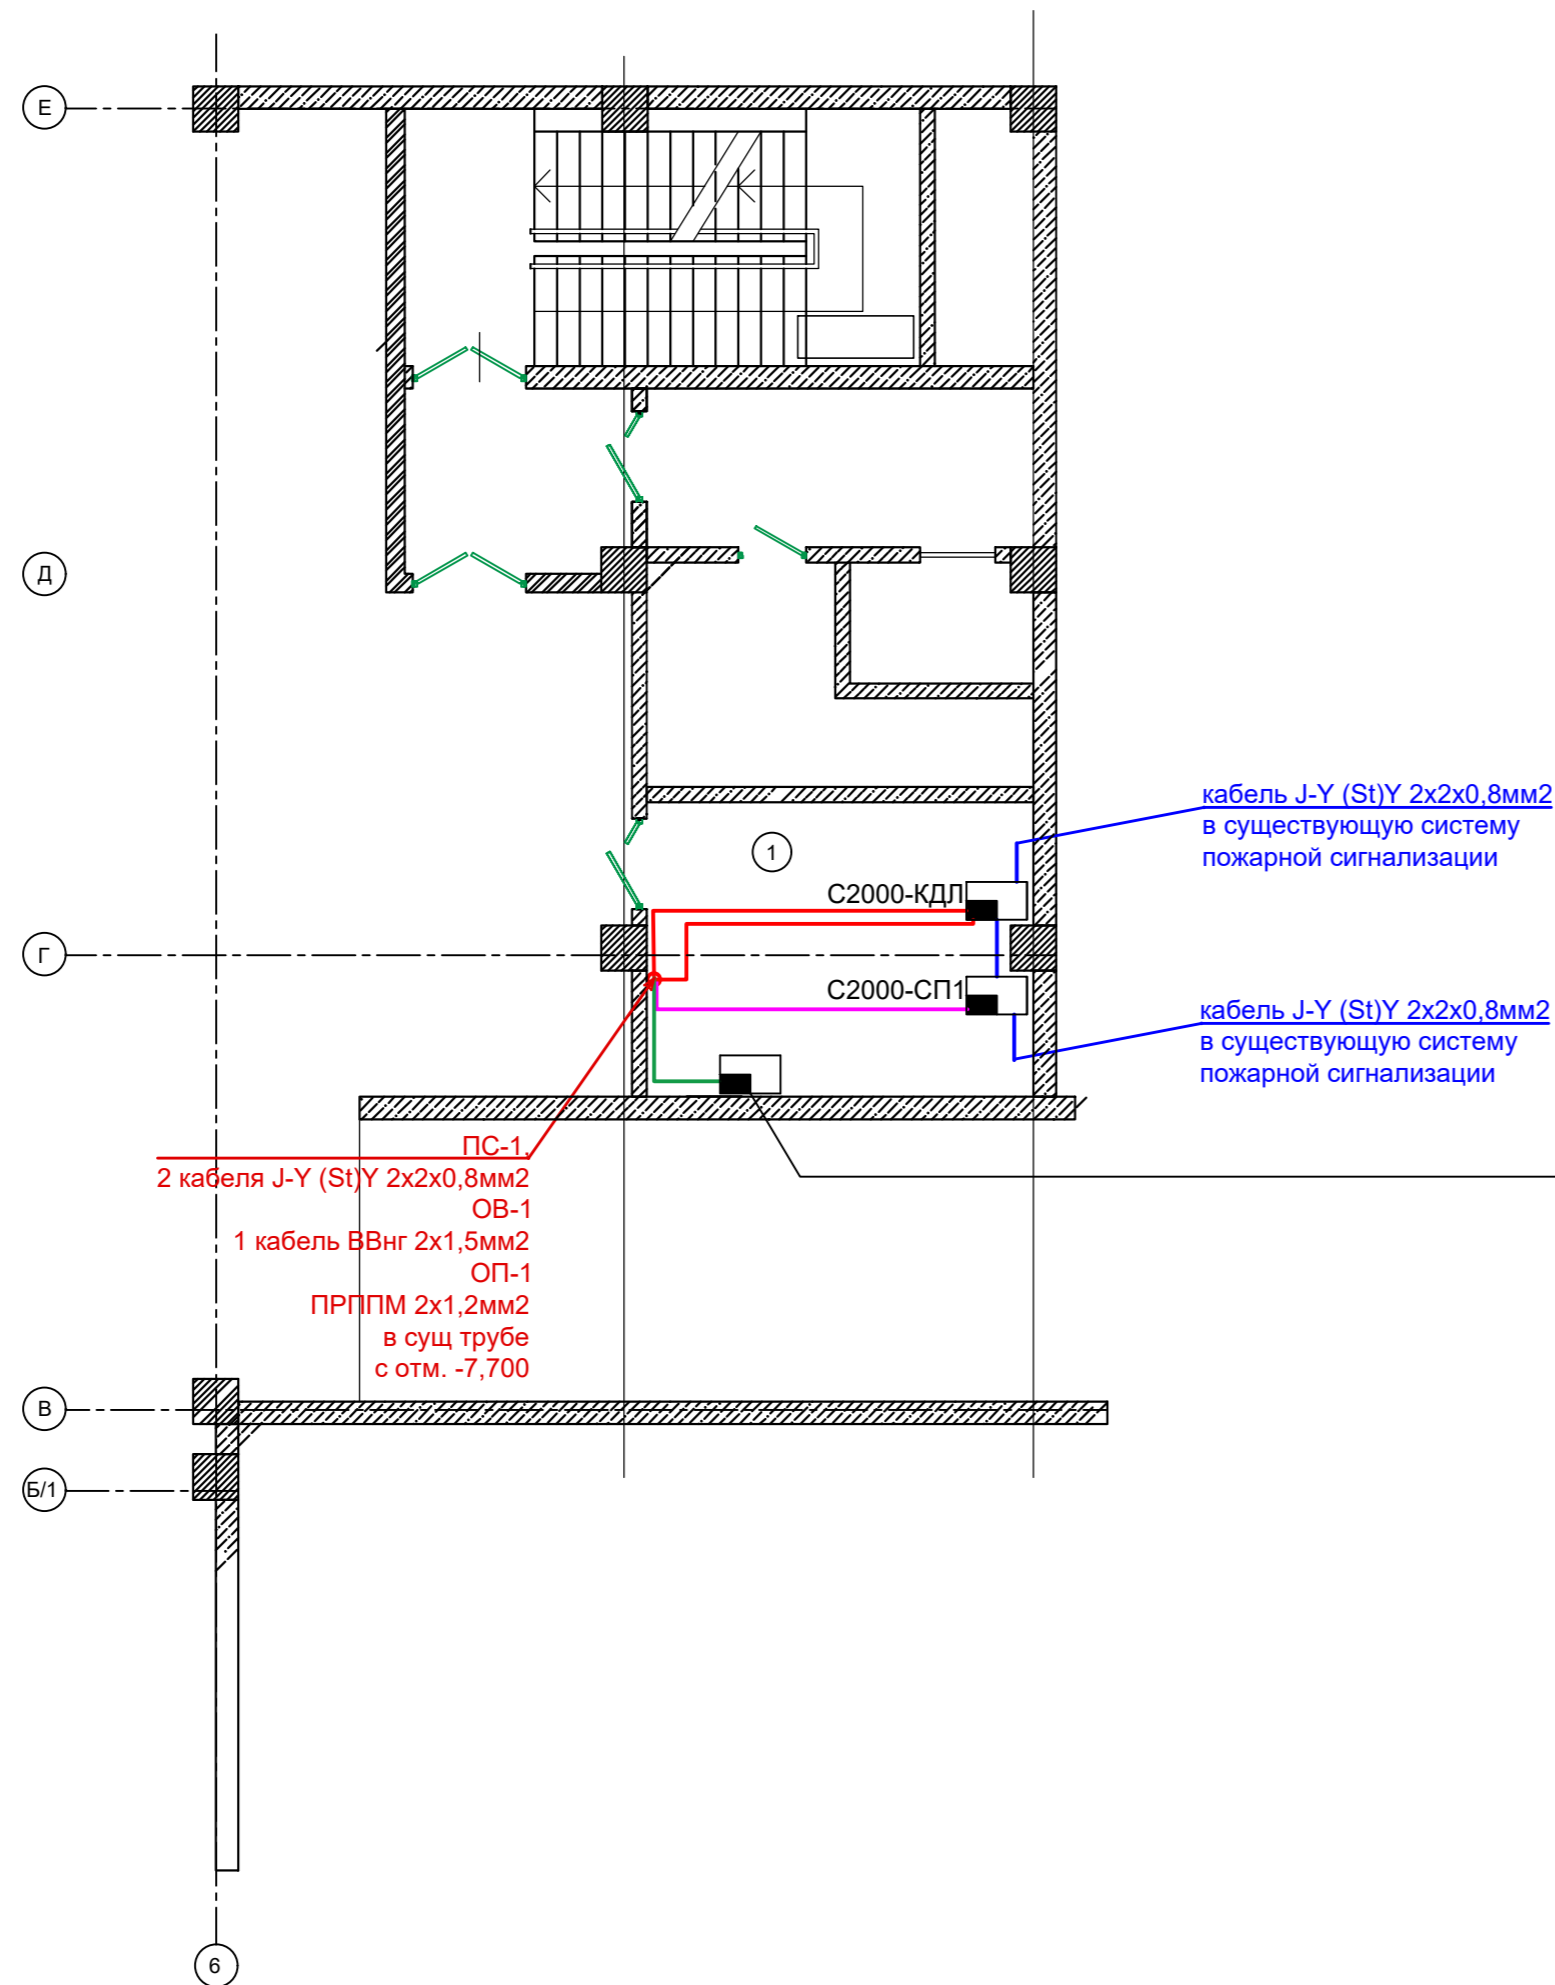 Е
Д
кабель J-Y (St)Y 2x2x0,8мм2
в существующую систему
пожарной сигнализации
1
С2000-КДЛ
Г
С2000-СП1
кабель J-Y (St)Y 2x2x0,8мм2
в существующую систему
пожарной сигнализации
ПС-1,
2 кабеля J-Y (St)Y 2x2x0,8мм2
ОВ-1
1 кабель ВВнг 2x1,5мм2
ОП-1
ПРППМ 2x1,2мм2
в сущ трубе
с отм. -7,700
В
Б/1
6